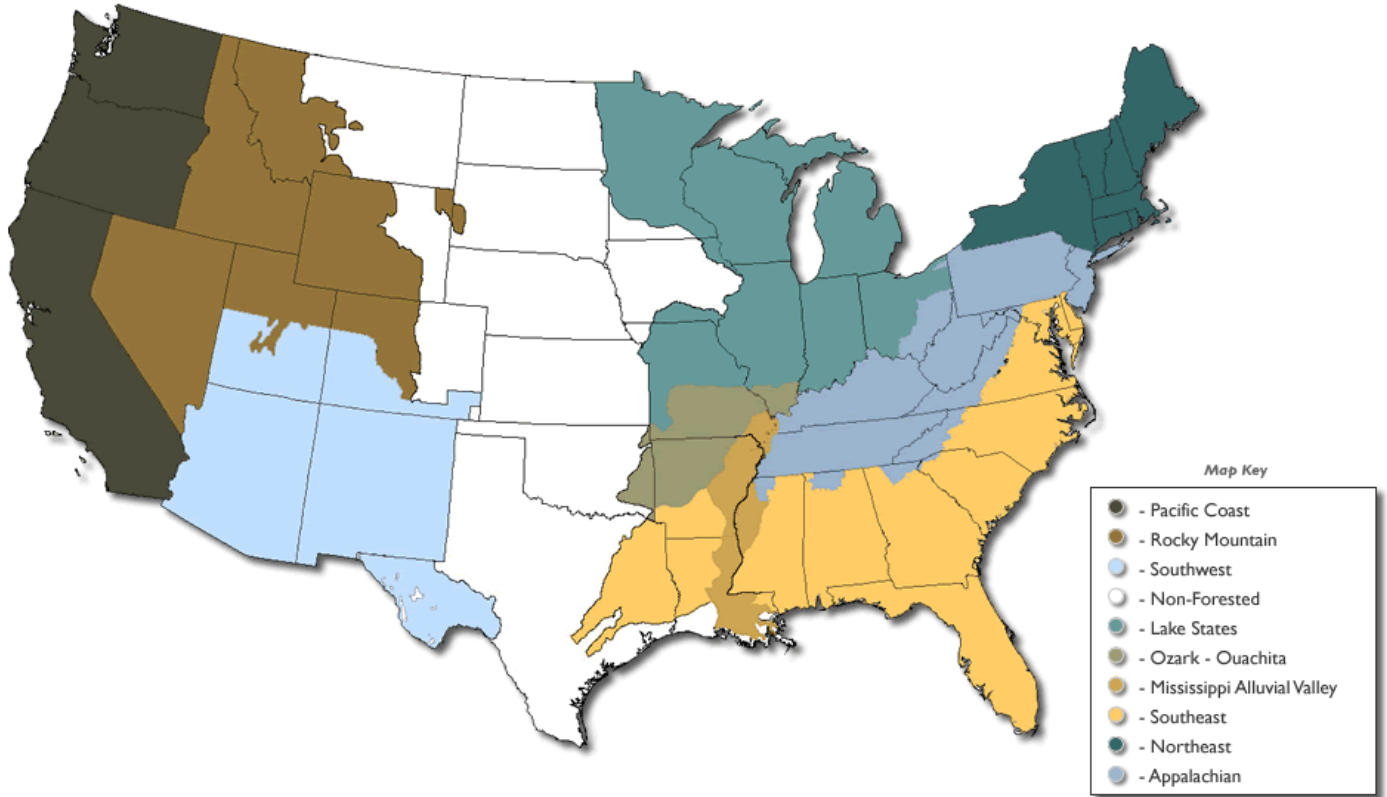 Map Key
- Pacific Coast
- Rocky Mountain
- Southwest
- Non-Forested
- Lake States
- Ozark - Ouachita
- Mississippi Alluvial Valley
- Southeast
- Northeast
- Appalachian